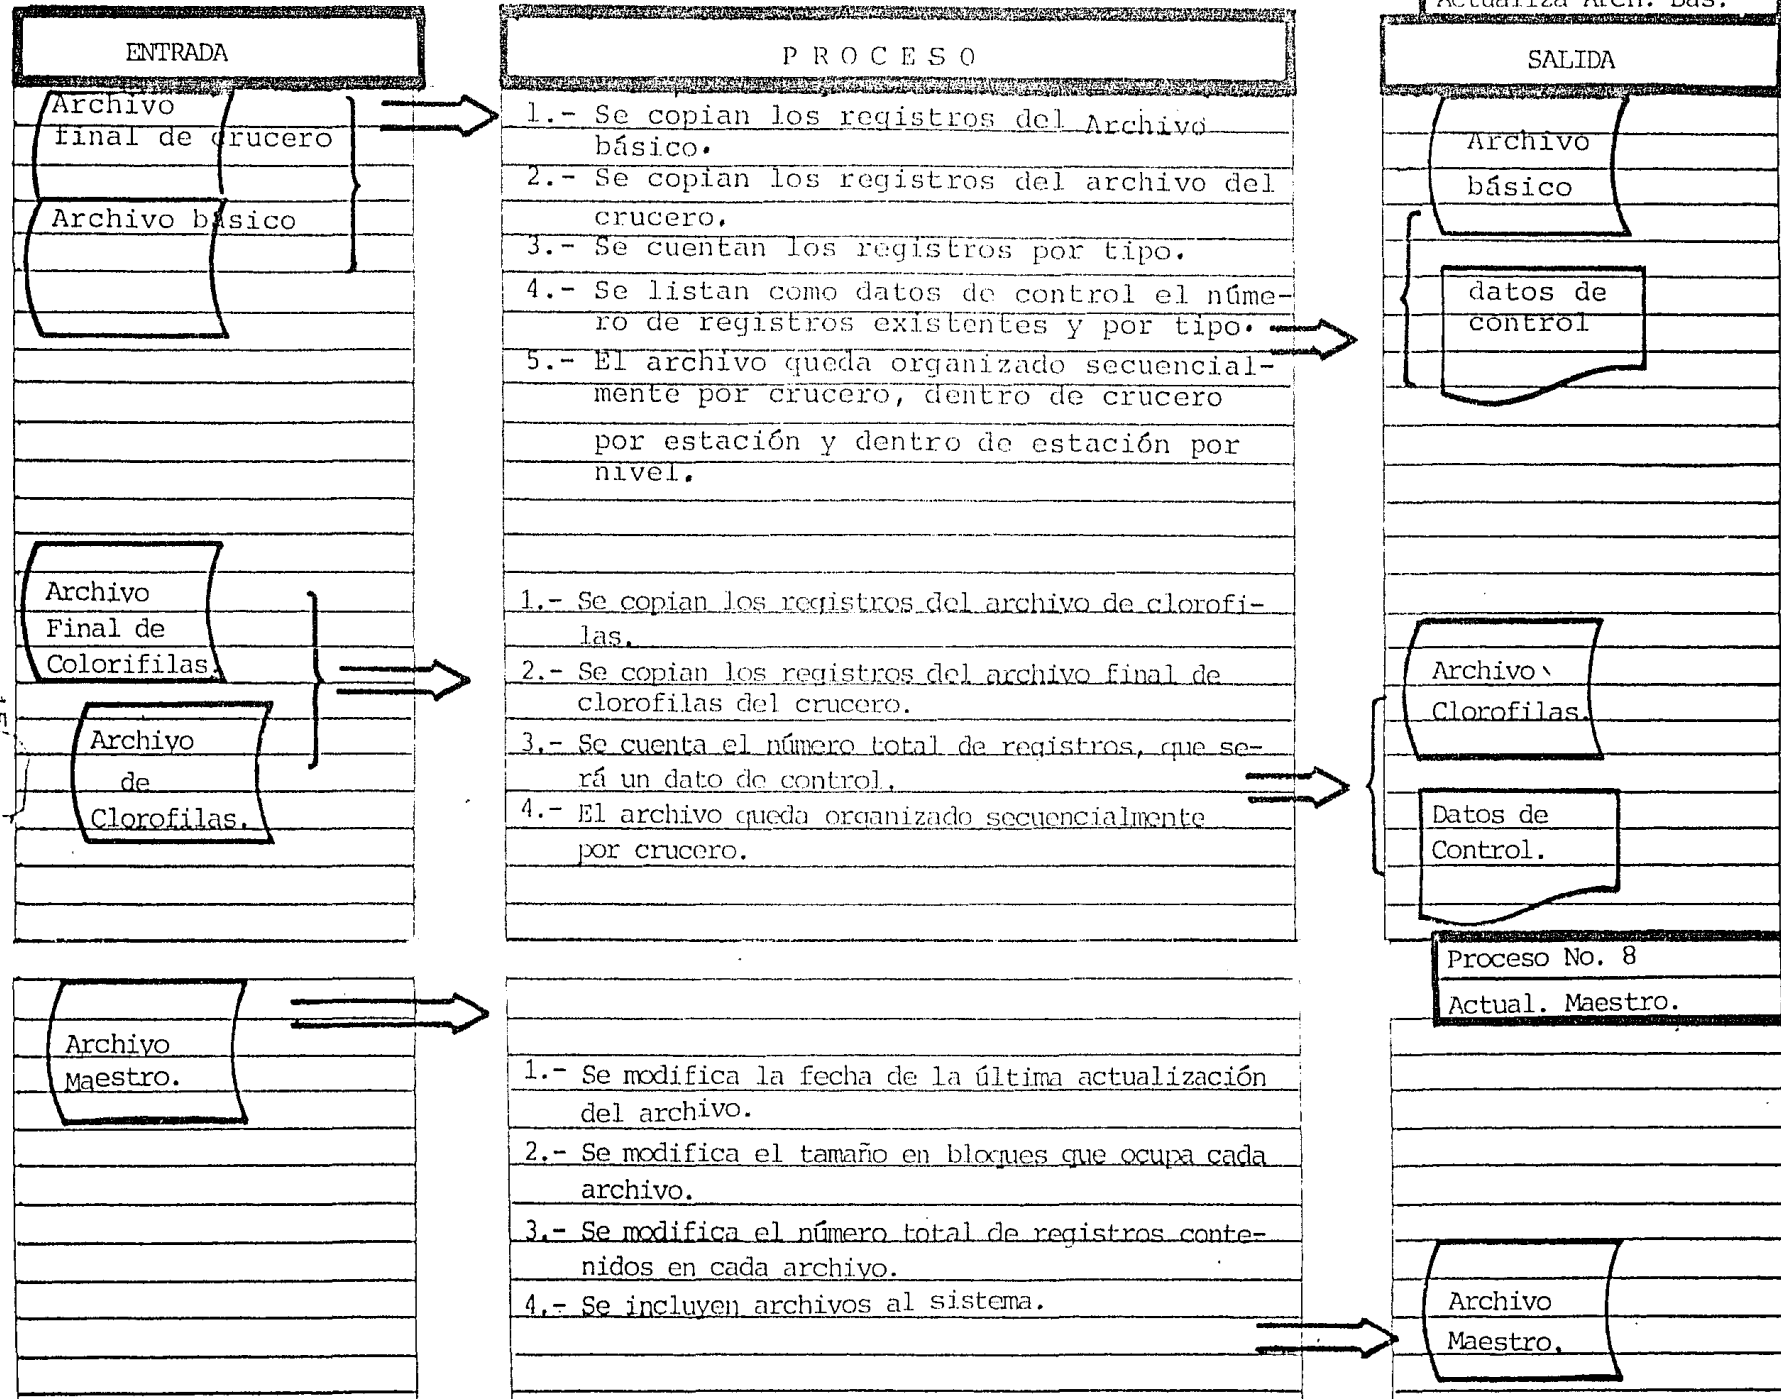 Actualiza Arch. Bas.
ENTRADA
PROCESO
SALIDA
Archivo
final de crucero
Archivo básico
1.- Se copian los registros del Archivo
básico.
2.- Se copian los registros del archivo del
crucero.
3.- Se cuentan los registros por tipo.
4.- Se listan como datos de control el núme-
ro de registros existentes y por tipo.
5.- El archivo queda organizado secuencial-
mente por crucero, dentro de crucero
por estación y dentro de estación por
nivel.
Archivo
básico
datos de
control
Archivo
Final de
Colorifilas.
Archivo
de
Clorofilas.
1.- Se copian los registros del archivo de clorofi-
las.
2.- Se copian los registros del archivo final de
clorofilas del crucero.
3.- Se cuenta el número total de registros, que se-
rá un dato de control.
4.- El archivo queda organizado secuencialmente
por crucero.
Archivo
Clorofilas.
Datos de
Control.
Proceso No. 8
Actual. Maestro.
Archivo
Maestro.
1.- Se modifica la fecha de la última actualización
del archivo.
2.- Se modifica el tamaño en bloques que ocupa cada
archivo.
3.- Se modifica el número total de registros conte-
nidos en cada archivo.
4.- Se incluyen archivos al sistema.
Archivo
Maestro.